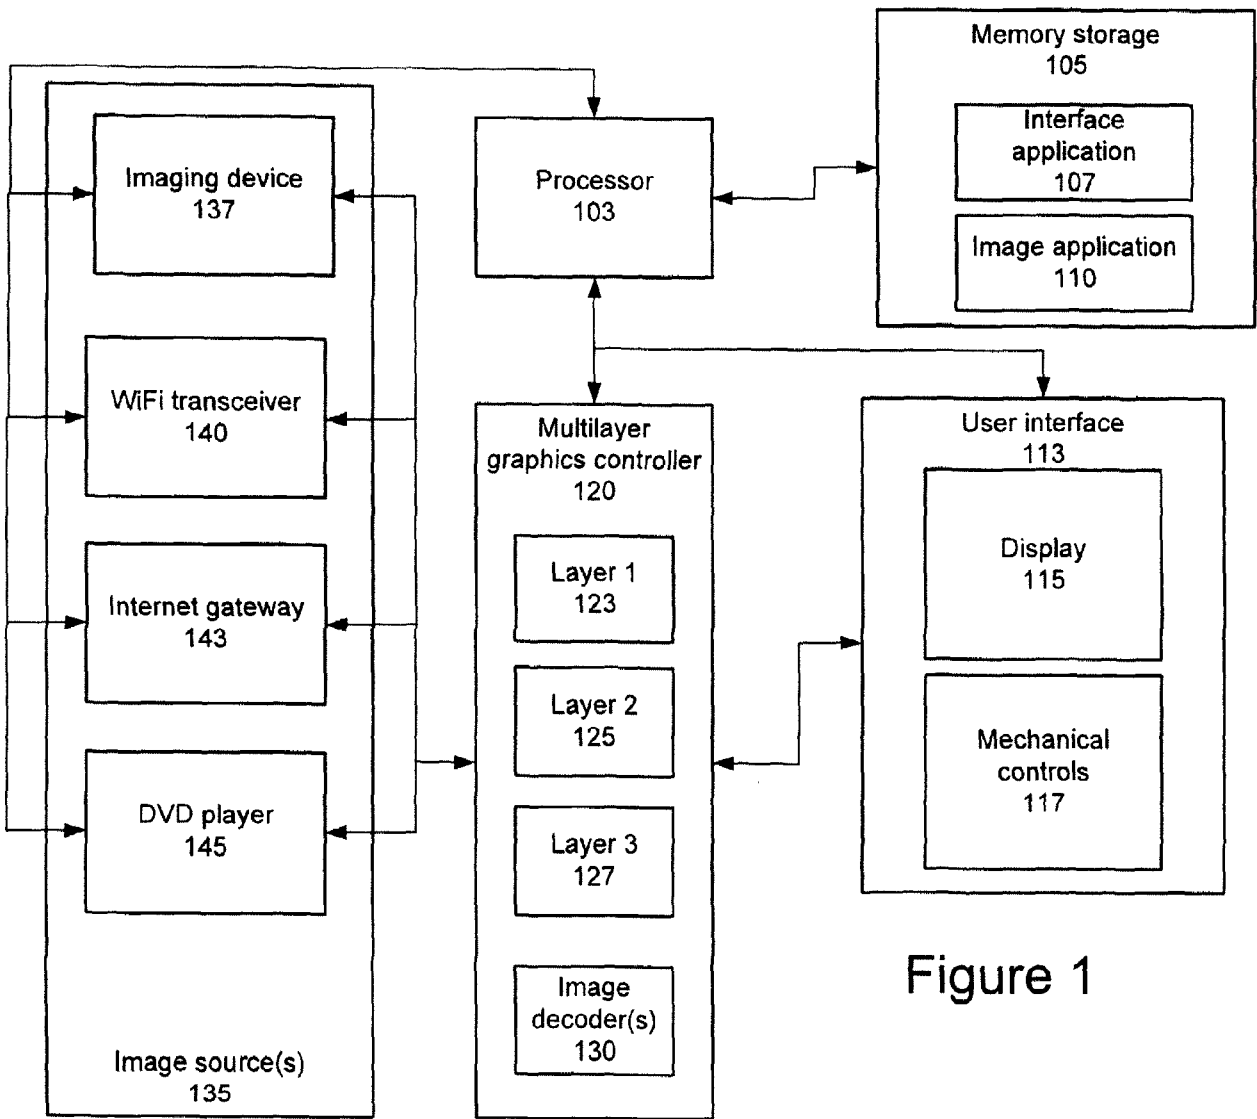 Memory storage
105
Interface
application
107
Image application
110
Processor
103
Imaging device
137
WiFi transceiver
140
Internet gateway
143
DVD player
145
Image source(s)
135
Multilayer
graphics controller
120
Layer 1
123
Layer 2
125
Layer 3
127
Image
decoder(s)
130
User interface
113
Display
115
Mechanical
controls
117
Figure 1